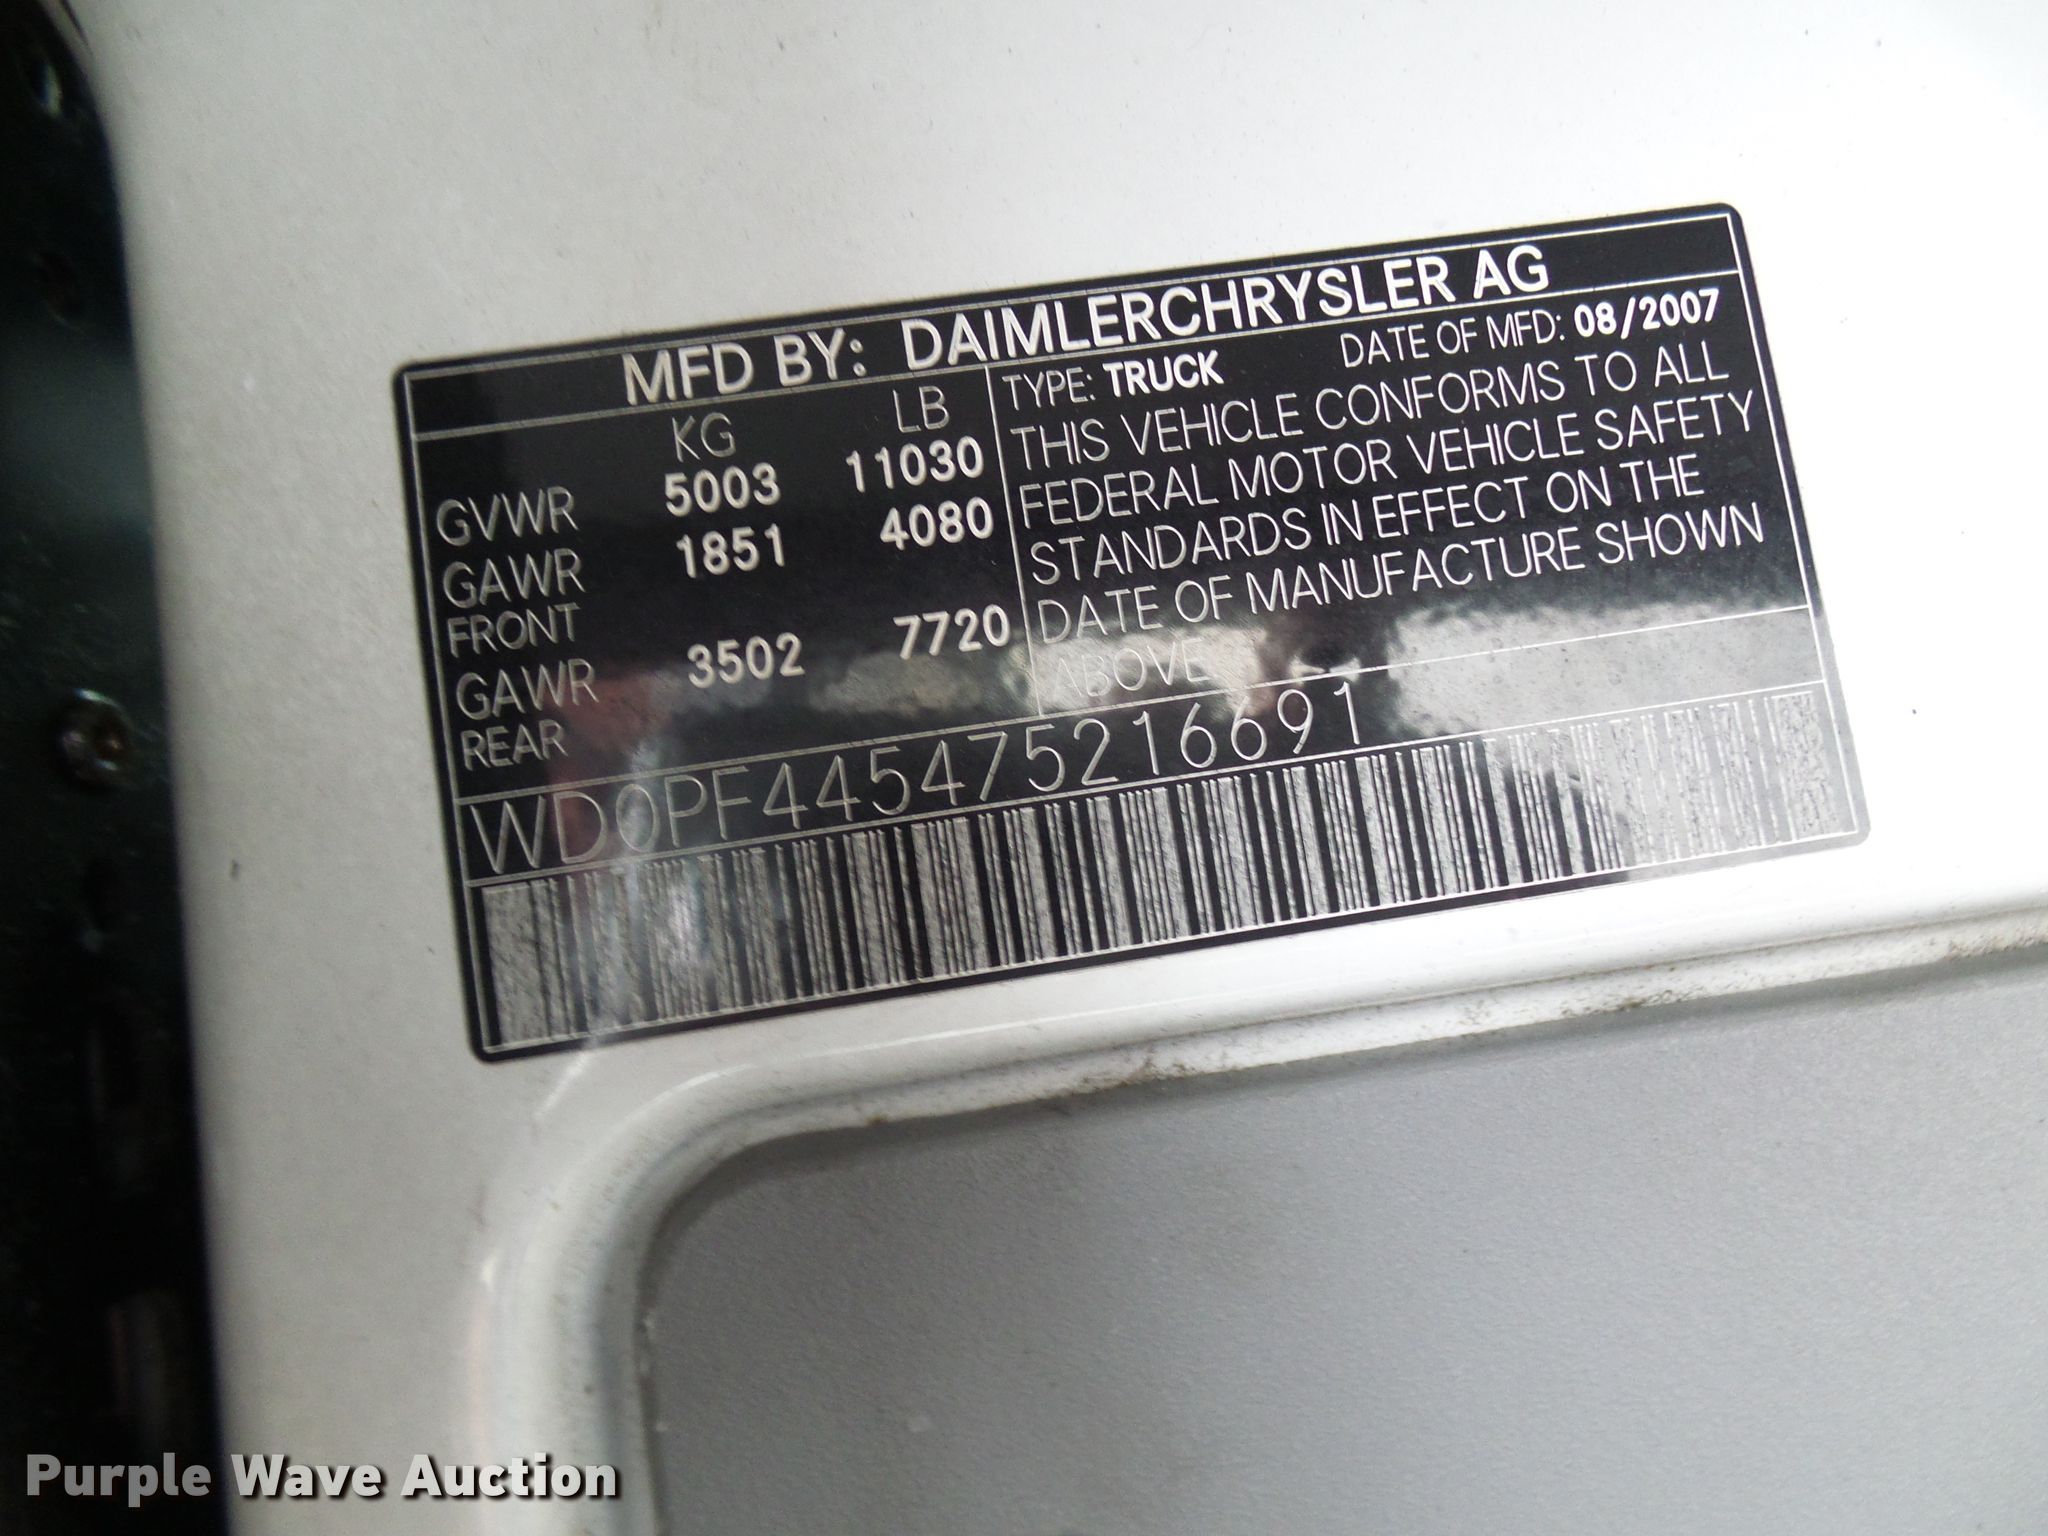 MFD BY: DAIMLERCHRYSLER AG
KG LB
GVWR 5003 11030
GAWR 1851 4080
FRONT
GAWR 3502 7720
REAR
TYPE: TRUCK DATE OF MFD: 08/2007
THIS VEHICLE CONFORMS TO ALL
FEDERAL MOTOR VEHICLE SAFETY
STANDARDS IN EFFECT ON THE
DATE OF MANUFACTURE SHOWN
ABOVE
WD0PF445475216691
Purple Wave Auction